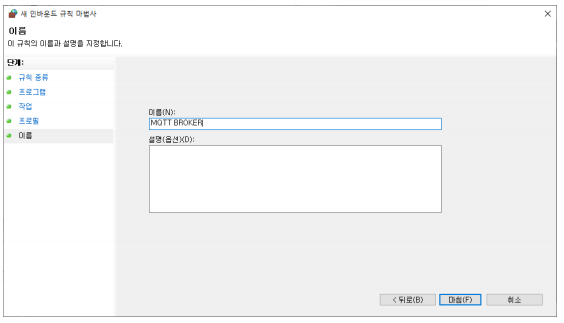 새 인바운드 규칙 마법사
이름
이 규칙의 이름과 설명을 지정합니다.
단계:
규칙 종류
프로그램
작업
프로필
이름
이름(N):
MQTT BROKER
설명(옵션)(D):
< 뒤로(B)
마침(F)
취소